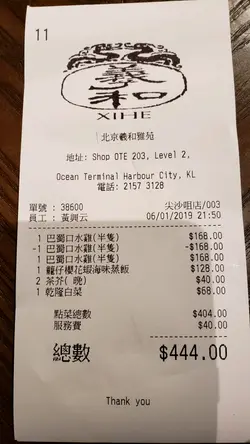 11
羲和
XIHE
北京羲和雅苑
地址: Shop OTE 203, Level 2,
Ocean Terminal Harbour City, KL
電話: 2157 3128
單號 : 38600 尖沙咀店/003
員工 : 黃興云 06/01/2019 21:50
1 巴蜀口水雞(半隻) $168.00
-1 巴蜀口水雞(半隻) -$168.00
1 巴蜀口水雞(半隻) $168.00
1 籠仔櫻花蝦海味蒸飯 $128.00
2 茶芥( 晚) $40.00
1 乾隆白菜 $68.00
點菜總數 $404.00
服務費 $40.00
總數 $444.00
Thank you